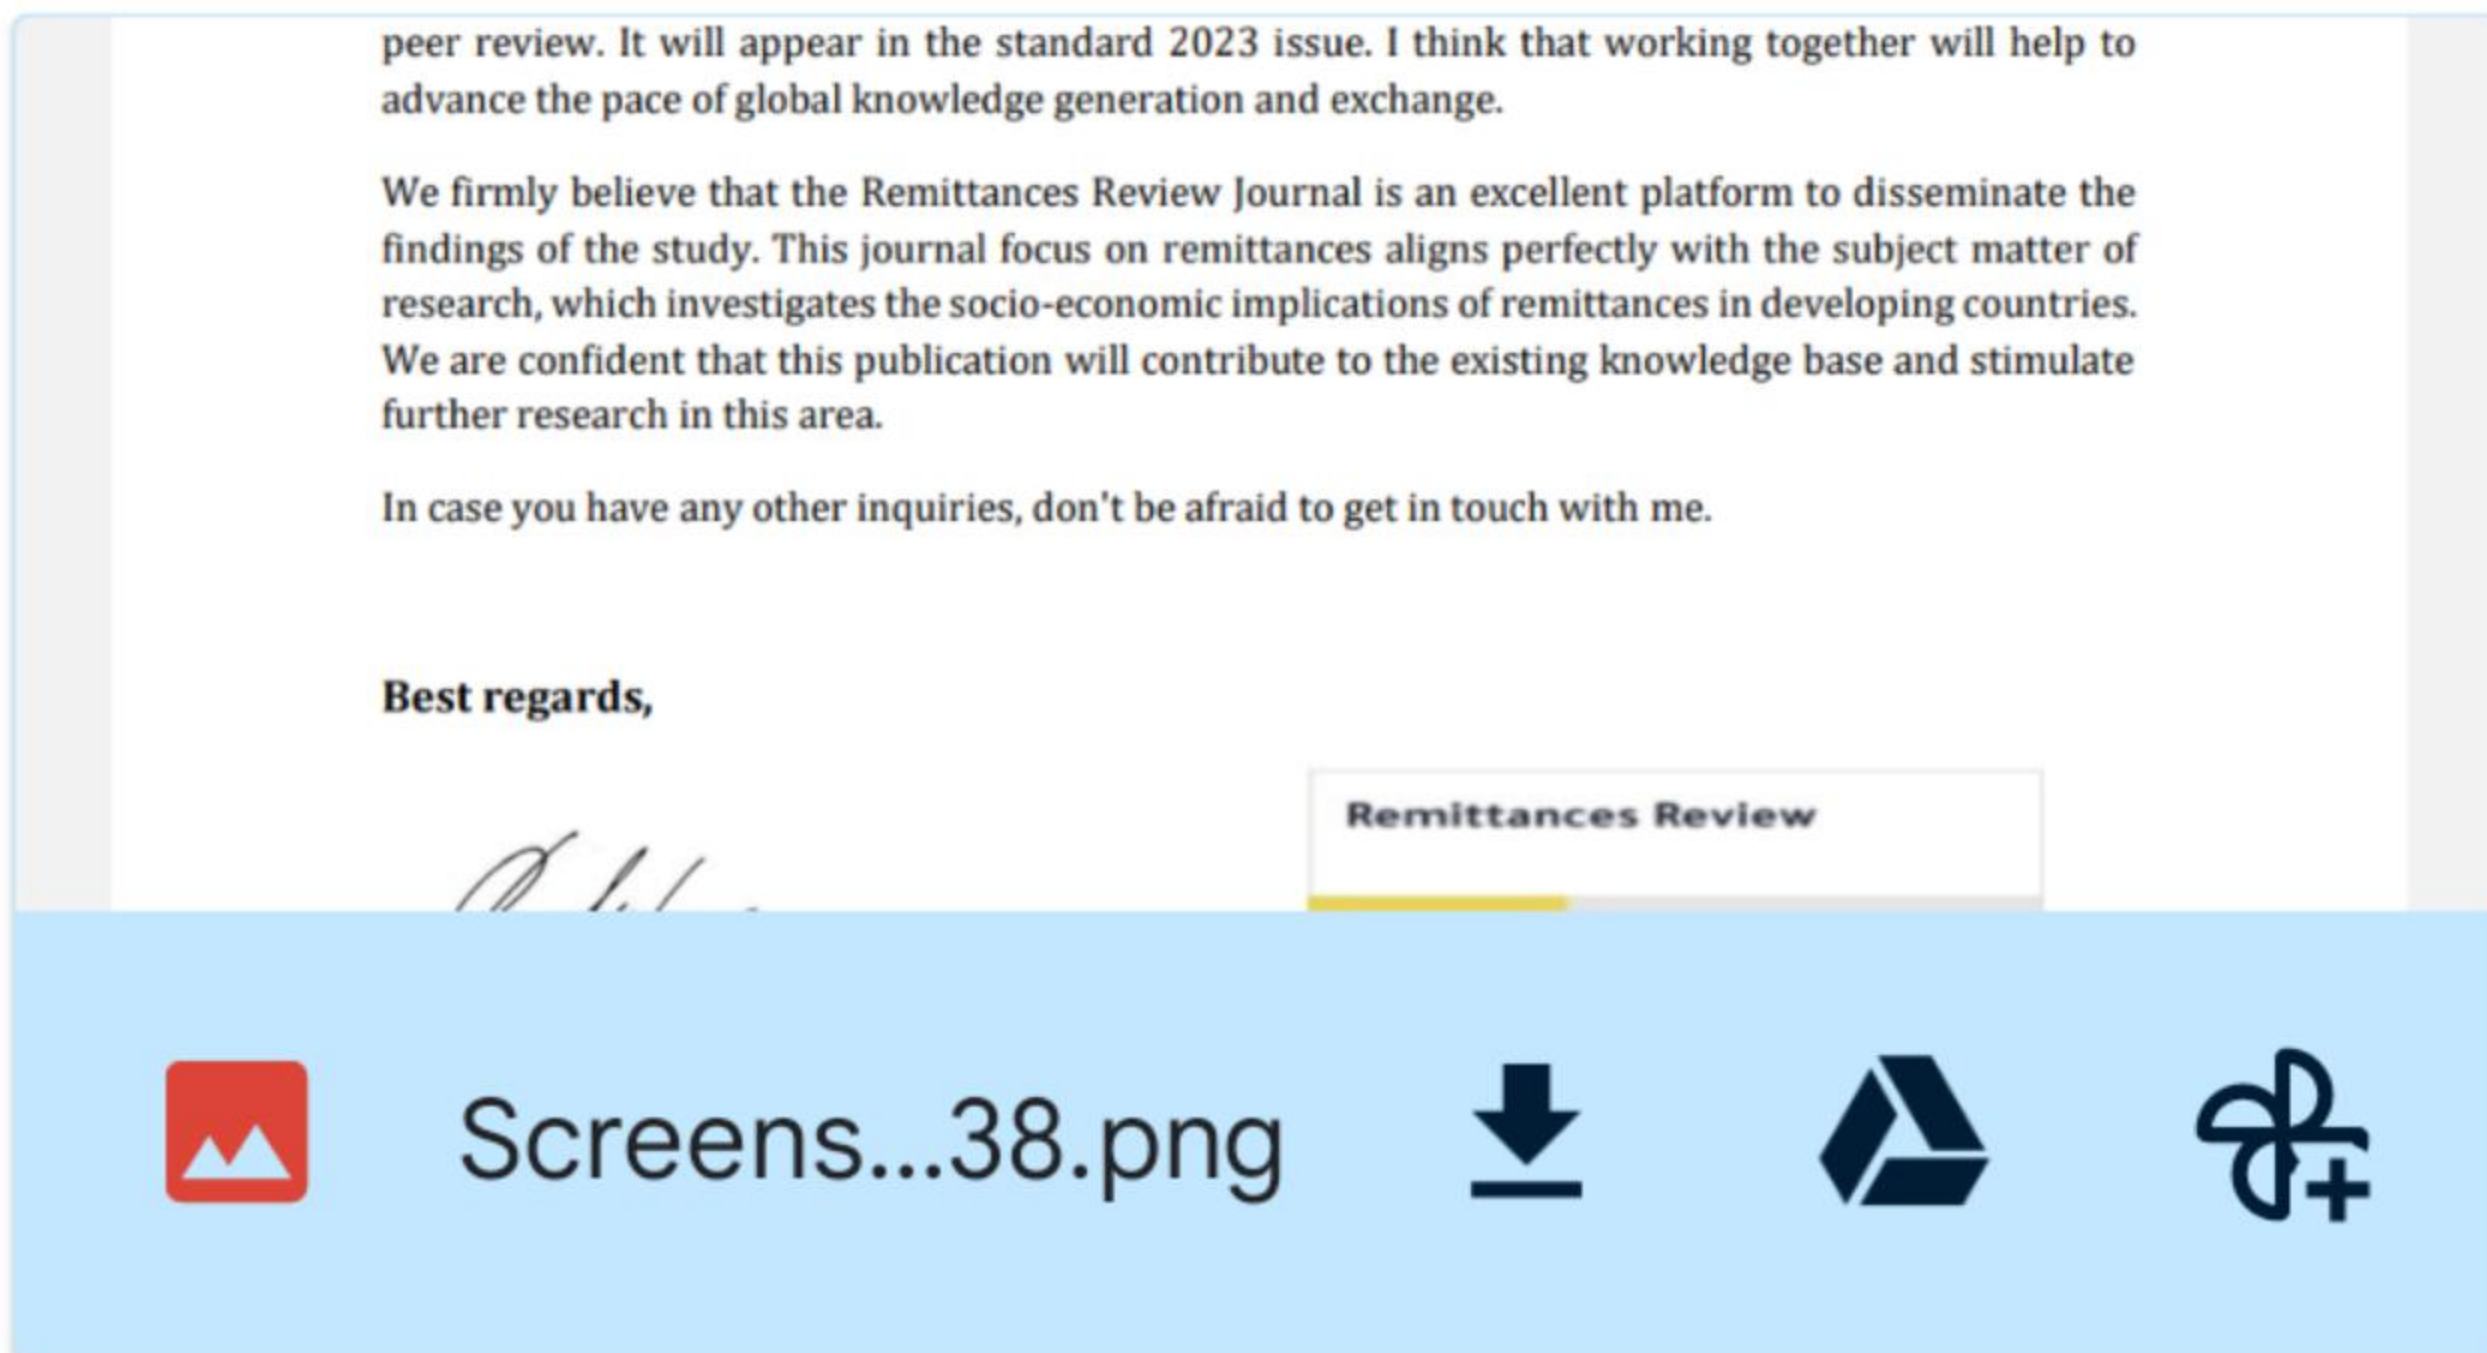 peer review. It will appear in the standard 2023 issue. I think that working together will help to
advance the pace of global knowledge generation and exchange.
We firmly believe that the Remittances Review Journal is an excellent platform to disseminate the
findings of the study. This journal focus on remittances aligns perfectly with the subject matter of
research, which investigates the socio-economic implications of remittances in developing countries.
We are confident that this publication will contribute to the existing knowledge base and stimulate
further research in this area.
In case you have any other inquiries, don't be afraid to get in touch with me.
Best regards,
Remittances Review
Screens...38.png